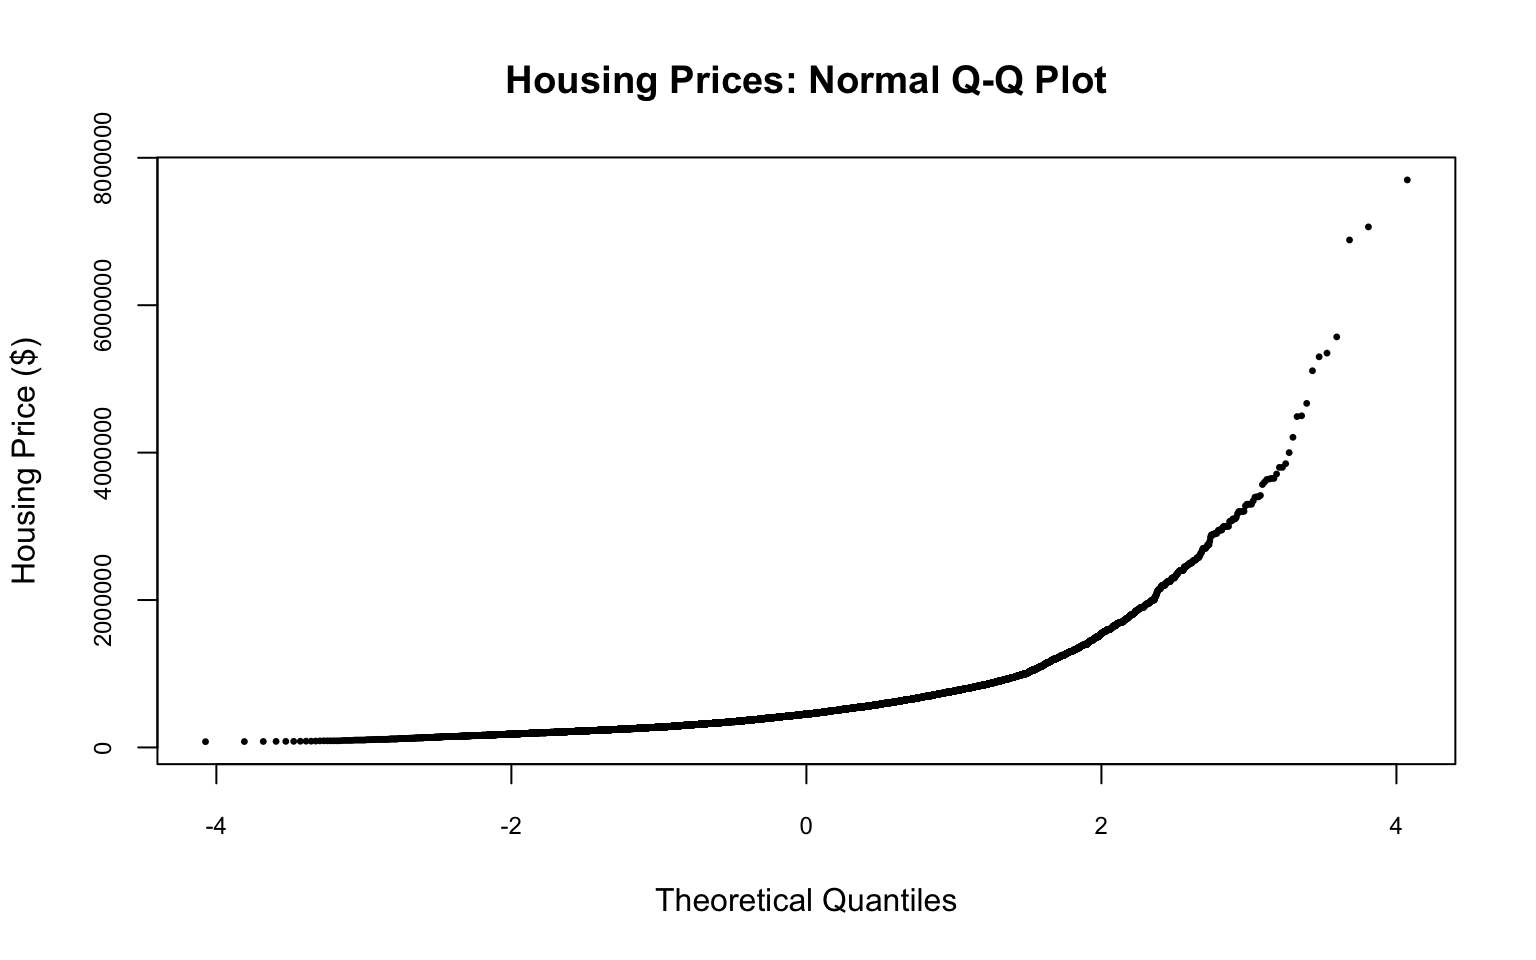 Housing Prices: Normal Q-Q Plot
Housing Price ($)
8000000
6000000
4000000
2000000
0
-4 -2 0 2 4
Theoretical Quantiles